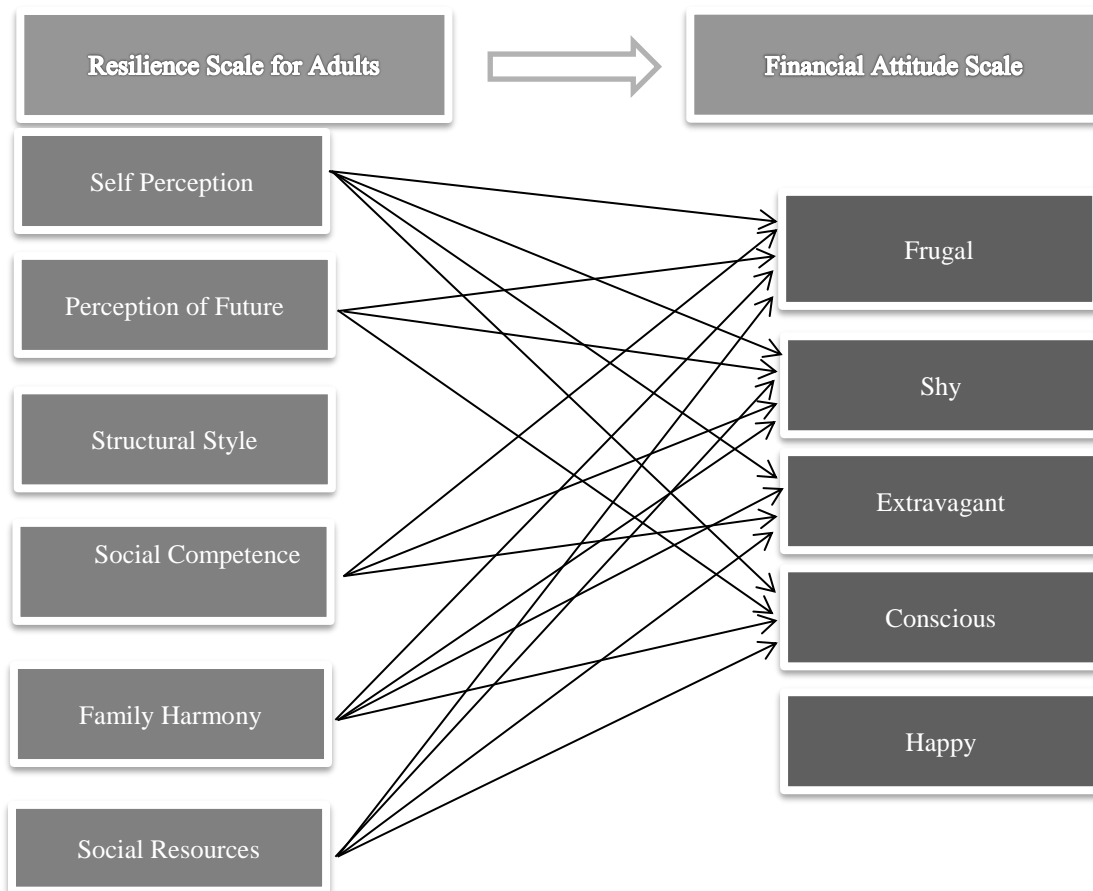 Resilience Scale for Adults
Financial Attitude Scale
Self Perception
Perception of Future
Structural Style
Social Competence
Family Harmony
Social Resources
Frugal
Shy
Extravagant
Conscious
Happy